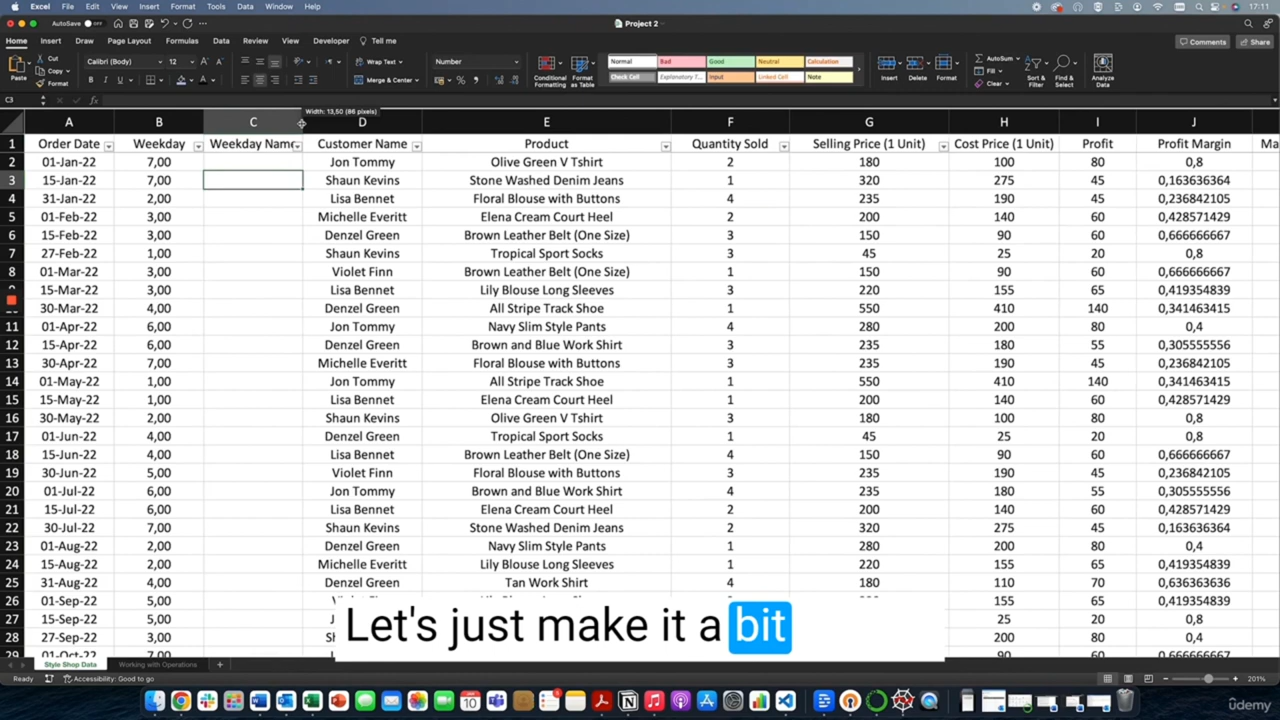 Excel File Edit View Insert Format Tools Data Window Help 17:11
AutoSave OFF Project 2
Home Insert Draw Page Layout Formulas Data Review View Developer Tell me Comments Share
Paste Cut Copy Format Calibri (Body) 12 Wrap Text Merge & Center Number Conditional Formatting Format as Table Normal Bad Good Neutral Calculation Check Cell Explanatory T... Input Linked Cell Note Insert Delete Format AutoSum Fill Clear Sort & Filter Find & Select Analyze Data
C3 fx
Width: 13,50 (86 pixels)
A B C D E F G H I J
1 Order Date Weekday Weekday Name Customer Name Product Quantity Sold Selling Price (1 Unit) Cost Price (1 Unit) Profit Profit Margin Ma
2 01-Jan-22 7,00 Jon Tommy Olive Green V Tshirt 2 180 100 80 0,8
3 15-Jan-22 7,00 Shaun Kevins Stone Washed Denim Jeans 1 320 275 45 0,163636364
4 31-Jan-22 2,00 Lisa Bennet Floral Blouse with Buttons 4 235 190 45 0,236842105
5 01-Feb-22 3,00 Michelle Everitt Elena Cream Court Heel 2 200 140 60 0,428571429
6 15-Feb-22 3,00 Denzel Green Brown Leather Belt (One Size) 3 150 90 60 0,666666667
7 27-Feb-22 1,00 Shaun Kevins Tropical Sport Socks 3 45 25 20 0,8
8 01-Mar-22 3,00 Violet Finn Brown Leather Belt (One Size) 1 150 90 60 0,666666667
15-Mar-22 3,00 Lisa Bennet Lily Blouse Long Sleeves 3 220 155 65 0,419354839
30-Mar-22 4,00 Denzel Green All Stripe Track Shoe 1 550 410 140 0,341463415
11 01-Apr-22 6,00 Jon Tommy Navy Slim Style Pants 4 280 200 80 0,4
12 15-Apr-22 6,00 Denzel Green Brown and Blue Work Shirt 3 235 180 55 0,305555556
13 30-Apr-22 7,00 Michelle Everitt Floral Blouse with Buttons 3 235 190 45 0,236842105
14 01-May-22 1,00 Jon Tommy All Stripe Track Shoe 1 550 410 140 0,341463415
15 15-May-22 1,00 Lisa Bennet Elena Cream Court Heel 1 200 140 60 0,428571429
16 30-May-22 2,00 Shaun Kevins Olive Green V Tshirt 3 180 100 80 0,8
17 01-Jun-22 4,00 Denzel Green Tropical Sport Socks 1 45 25 20 0,8
18 15-Jun-22 4,00 Lisa Bennet Brown Leather Belt (One Size) 4 150 90 60 0,666666667
19 30-Jun-22 5,00 Violet Finn Floral Blouse with Buttons 3 235 190 45 0,236842105
20 01-Jul-22 6,00 Jon Tommy Brown and Blue Work Shirt 4 235 180 55 0,305555556
21 15-Jul-22 6,00 Lisa Bennet Elena Cream Court Heel 2 200 140 60 0,428571429
22 30-Jul-22 7,00 Shaun Kevins Stone Washed Denim Jeans 2 320 275 45 0,163636364
23 01-Aug-22 2,00 Denzel Green Navy Slim Style Pants 1 280 200 80 0,4
24 15-Aug-22 2,00 Michelle Everitt Lily Blouse Long Sleeves 1 220 155 65 0,419354839
25 31-Aug-22 4,00 Denzel Green Tan Work Shirt 4 180 110 70 0,636363636
26 01-Sep-22 5,00 155 65 0,419354839
27 15-Sep-22 5,00 25 20 0,8
28 27-Sep-22 3,00 200 80 0,4
29 01-Oct-22 7,00
Let's just make it a bit
Style Shop Data Working with Operations +
Ready Accessibility: Good to go 201%
ûdemy